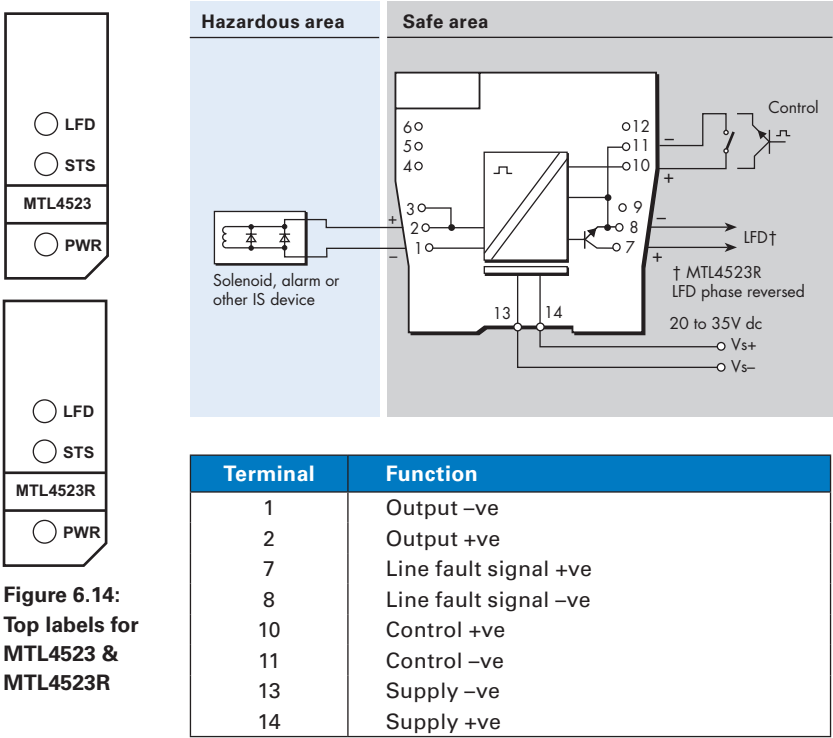 LFD
STS
MTL4523
PWR
LFD
STS
MTL4523R
PWR
Figure 6.14:
Top labels for
MTL4523 &
MTL4523R
Hazardous area
Safe area
6
5
4
3
2
1
+
–
12
11
10
9
8
7
–
+
–
+
Control
LFD†
† MTL4523R
LFD phase reversed
Solenoid, alarm or
other IS device
13
14
20 to 35V dc
Vs+
Vs–
Terminal Function
1 Output –ve
2 Output +ve
7 Line fault signal +ve
8 Line fault signal –ve
10 Control +ve
11 Control –ve
13 Supply –ve
14 Supply +ve